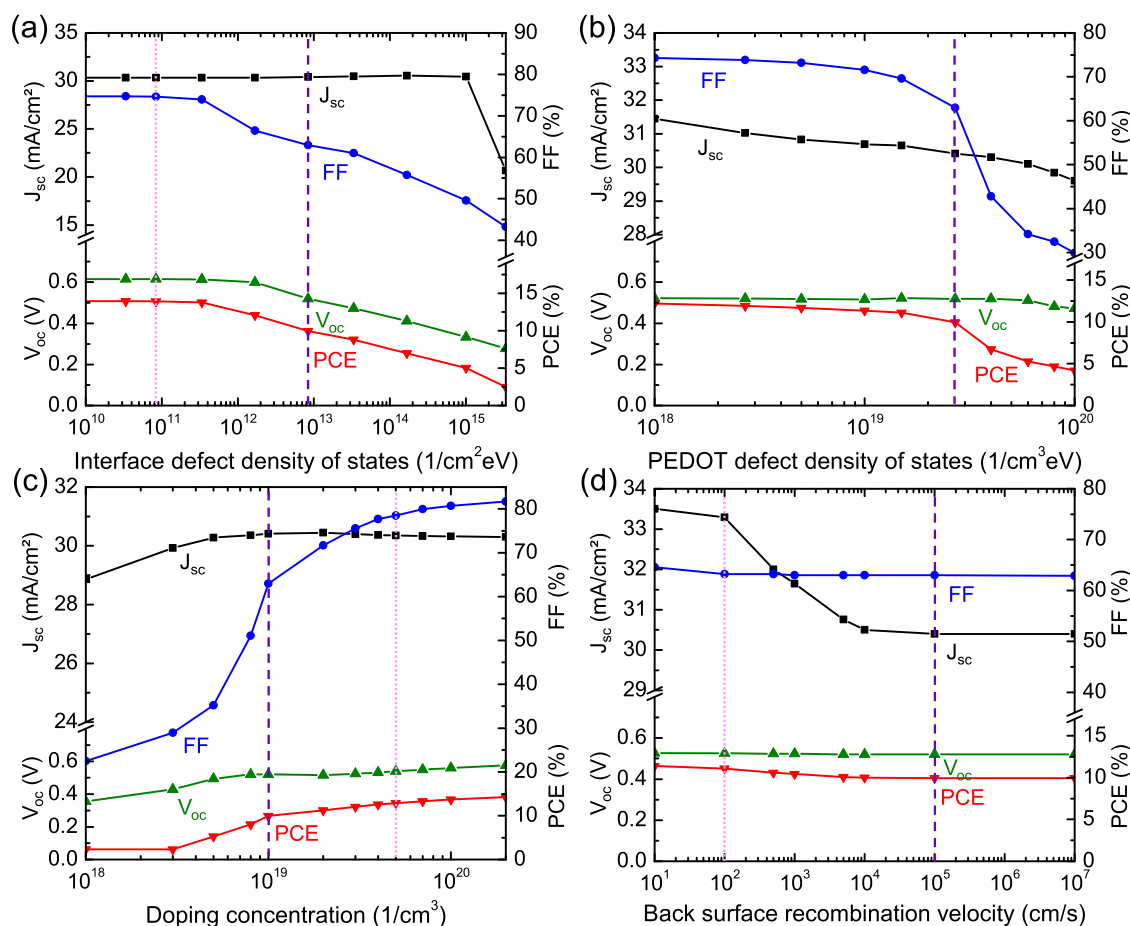 (a)
35
30
25
20
15
0.6
0.4
0.2
0.0
J_sc (mA/cm²)
V_oc (V)
90
80
70
60
50
40
15
10
5
0
FF (%)
PCE (%)
J_sc
FF
V_oc
PCE
10^10 10^11 10^12 10^13 10^14 10^15
Interface defect density of states (1/cm^2eV)
(b)
34
33
32
31
30
29
28
0.6
0.4
0.2
0.0
J_sc (mA/cm²)
V_oc (V)
80
70
60
50
40
30
15
10
5
0
FF (%)
PCE (%)
FF
J_sc
V_oc
PCE
10^18 10^19 10^20
PEDOT defect density of states (1/cm^3eV)
(c)
32
30
28
26
24
0.6
0.4
0.2
0.0
J_sc (mA/cm²)
V_oc (V)
80
70
60
50
40
30
20
10
0
FF (%)
PCE (%)
J_sc
FF
V_oc
PCE
10^18 10^19 10^20
Doping concentration (1/cm^3)
(d)
34
33
32
31
30
29
0.6
0.4
0.2
0.0
J_sc (mA/cm²)
V_oc (V)
80
70
60
50
40
15
10
5
0
FF (%)
PCE (%)
FF
J_sc
V_oc
PCE
10^1 10^2 10^3 10^4 10^5 10^6 10^7
Back surface recombination velocity (cm/s)